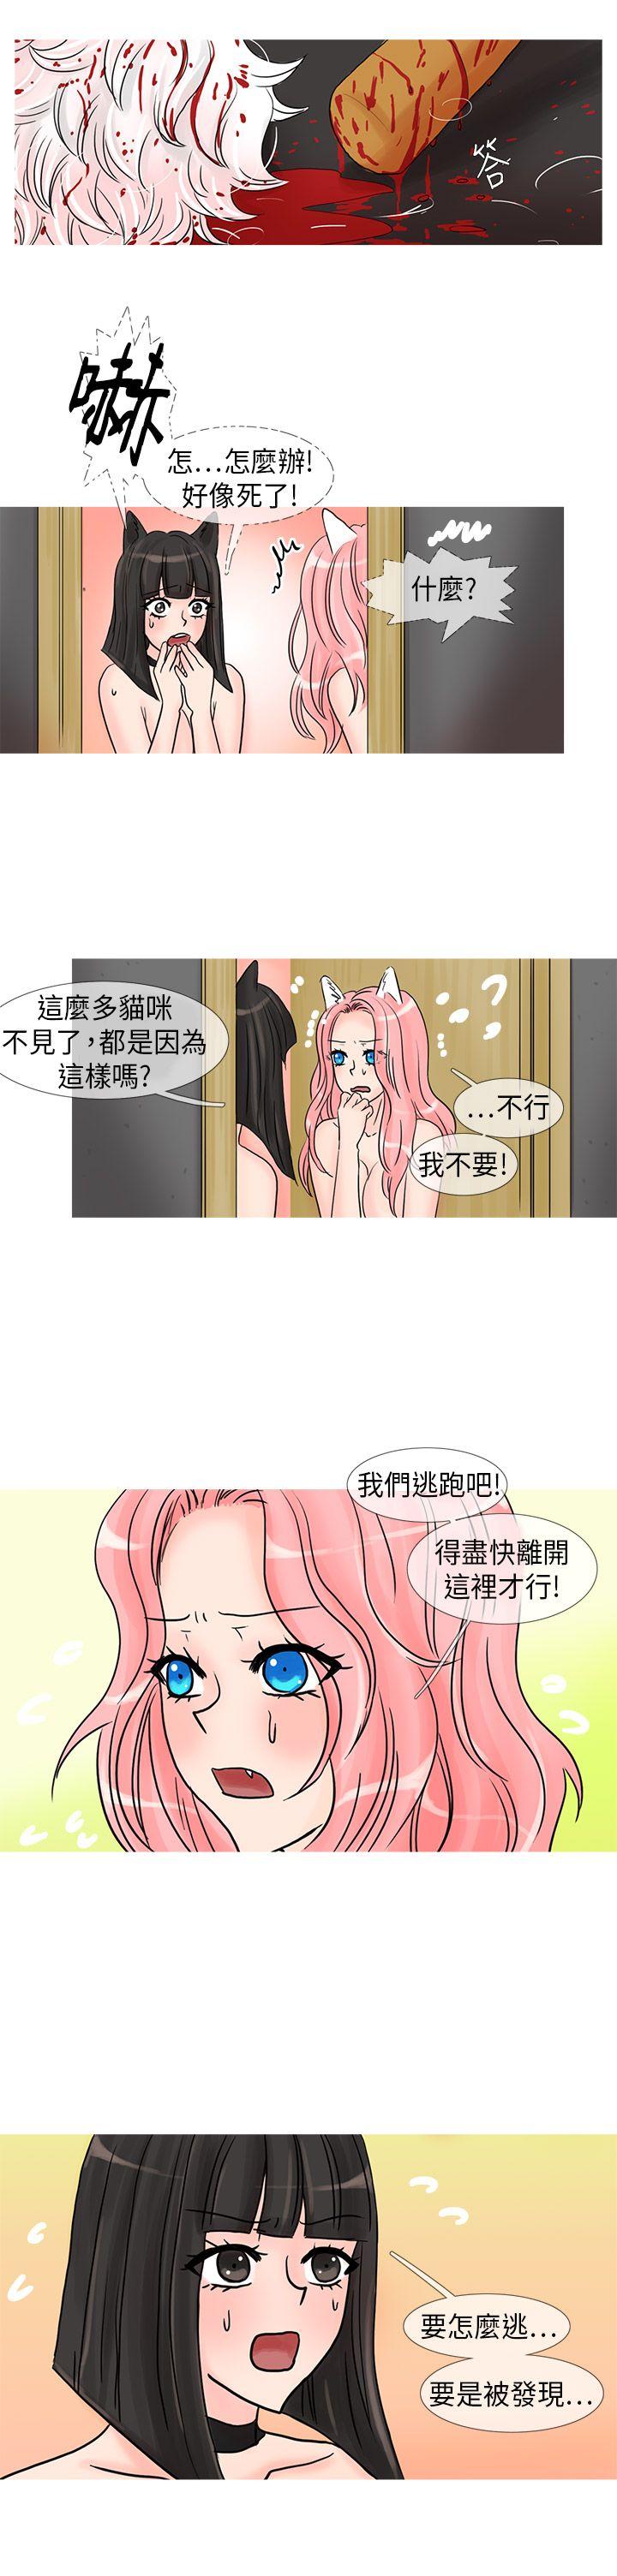 答
嚇
怎...怎麼辦!
好像死了!
什麼?
這麼多貓咪
不見了,都是因為
這樣嗎?
...不行
我不要!
我們逃跑吧!
得盡快離開
這裡才行!
要怎麼逃...
要是被發現...